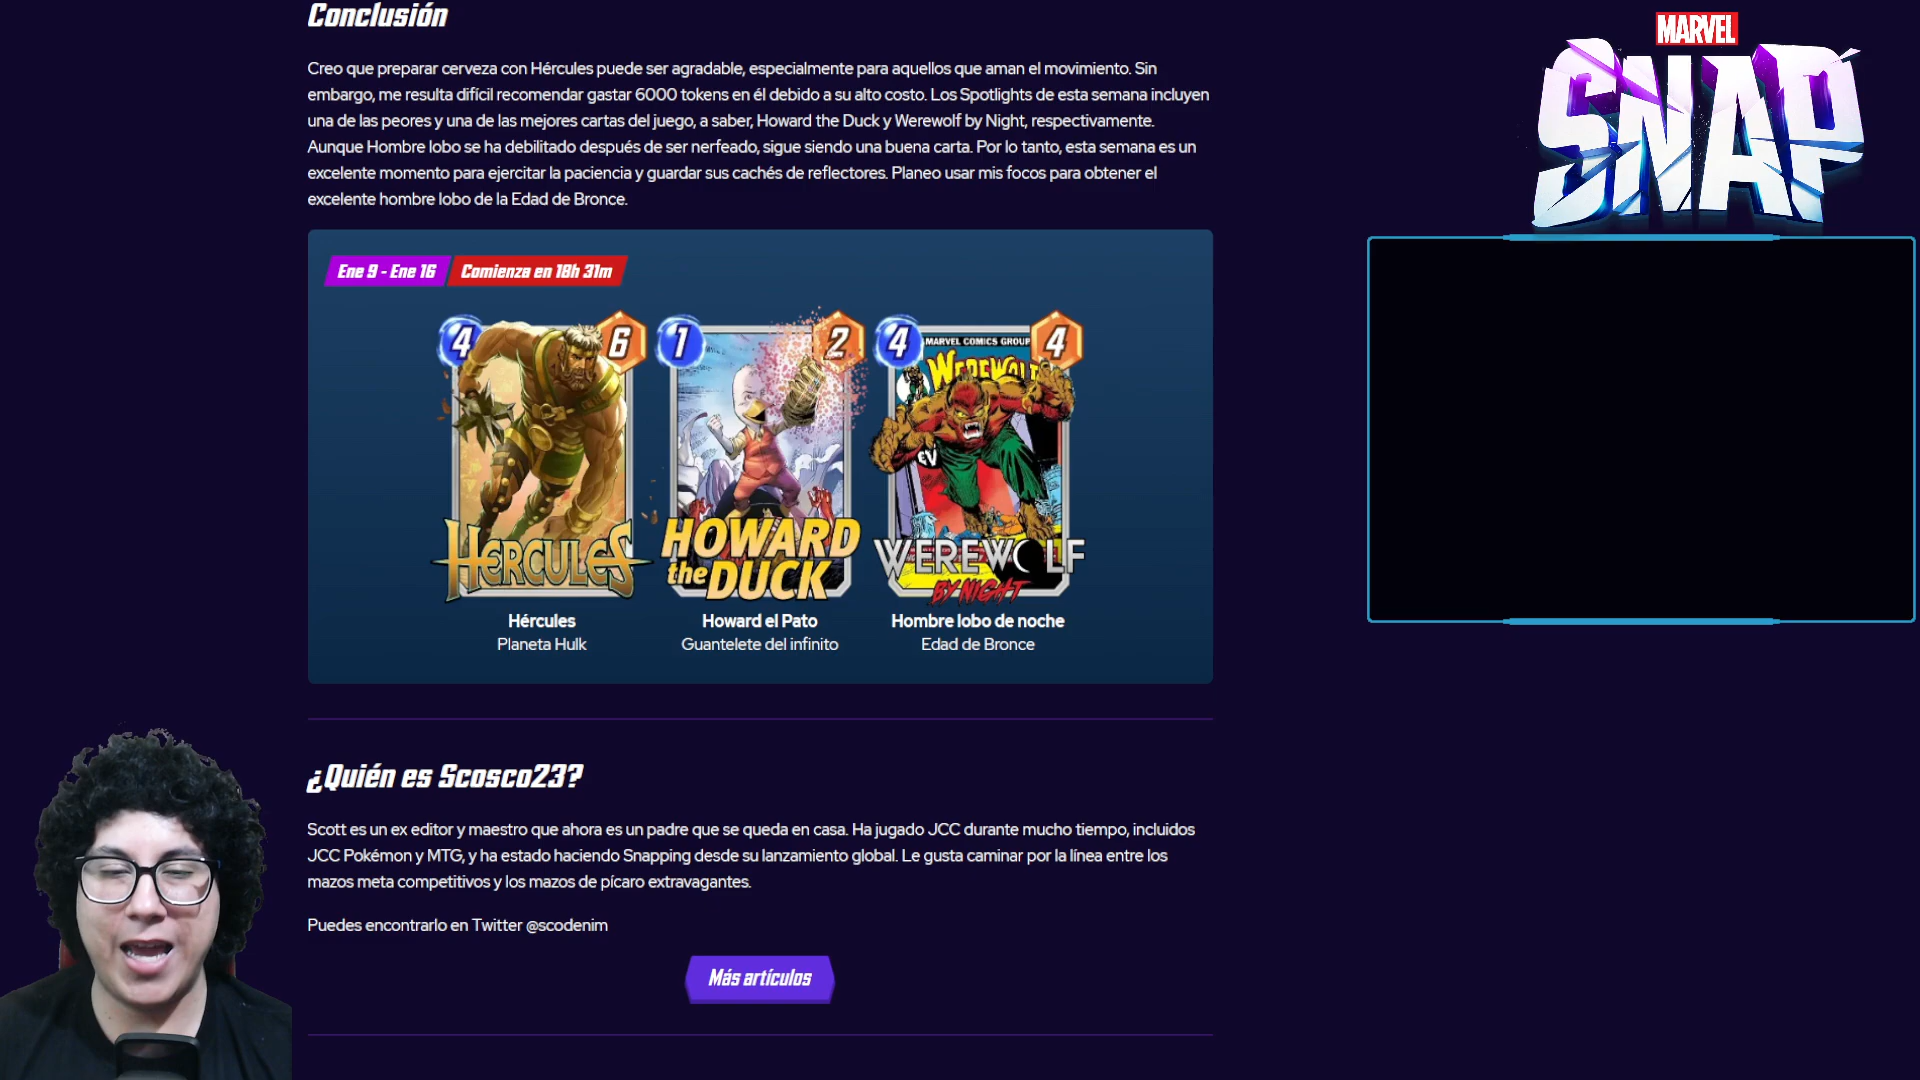 Conclusión
MARVEL
SNAP
Creo que preparar cerveza con Hércules puede ser agradable, especialmente para aquellos que aman el movimiento. Sin
embargo, me resulta difícil recomendar gastar 6000 tokens en él debido a su alto costo. Los Spotlights de esta semana incluyen
una de las peores y una de las mejores cartas del juego, a saber, Howard the Duck y Werewolf by Night, respectivamente.
Aunque Hombre lobo se ha debilitado después de ser nerfeado, sigue siendo una buena carta. Por lo tanto, esta semana es un
excelente momento para ejercitar la paciencia y guardar sus cachés de reflectores. Planeo usar mis focos para obtener el
excelente hombre lobo de la Edad de Bronce.
Ene 9 - Ene 16 Comienza en 18h 31m
4 6 1 2 4 4
MARVEL COMICS GROUP
WEREWOLF
HERCULES
HOWARD
the DUCK
WEREWOLF
BY NIGHT
Hércules Howard el Pato Hombre lobo de noche
Planeta Hulk Guantelete del infinito Edad de Bronce
¿Quién es Scosco23?
Scott es un ex editor y maestro que ahora es un padre que se queda en casa. Ha jugado JCC durante mucho tiempo, incluidos
JCC Pokémon y MTG, y ha estado haciendo Snapping desde su lanzamiento global. Le gusta caminar por la línea entre los
mazos meta competitivos y los mazos de pícaro extravagantes.
Puedes encontrarlo en Twitter @scodenim
Más artículos